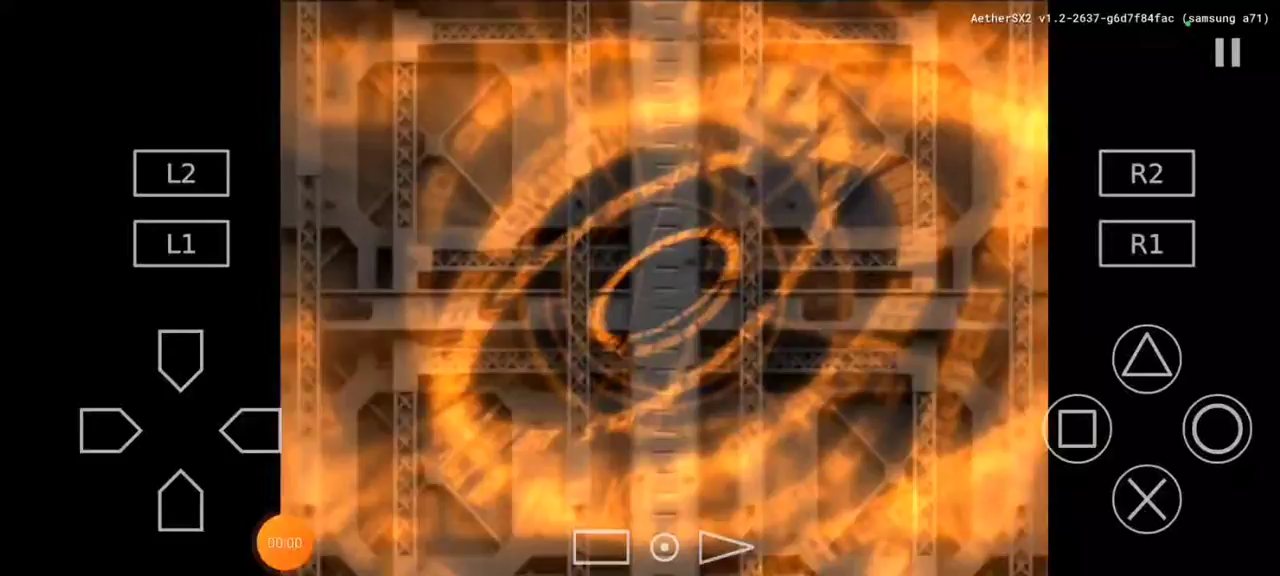 AetherSX2 v1.2-2637-g6d7f84fac (samsung a71)
L2
R2
L1
R1
00:00